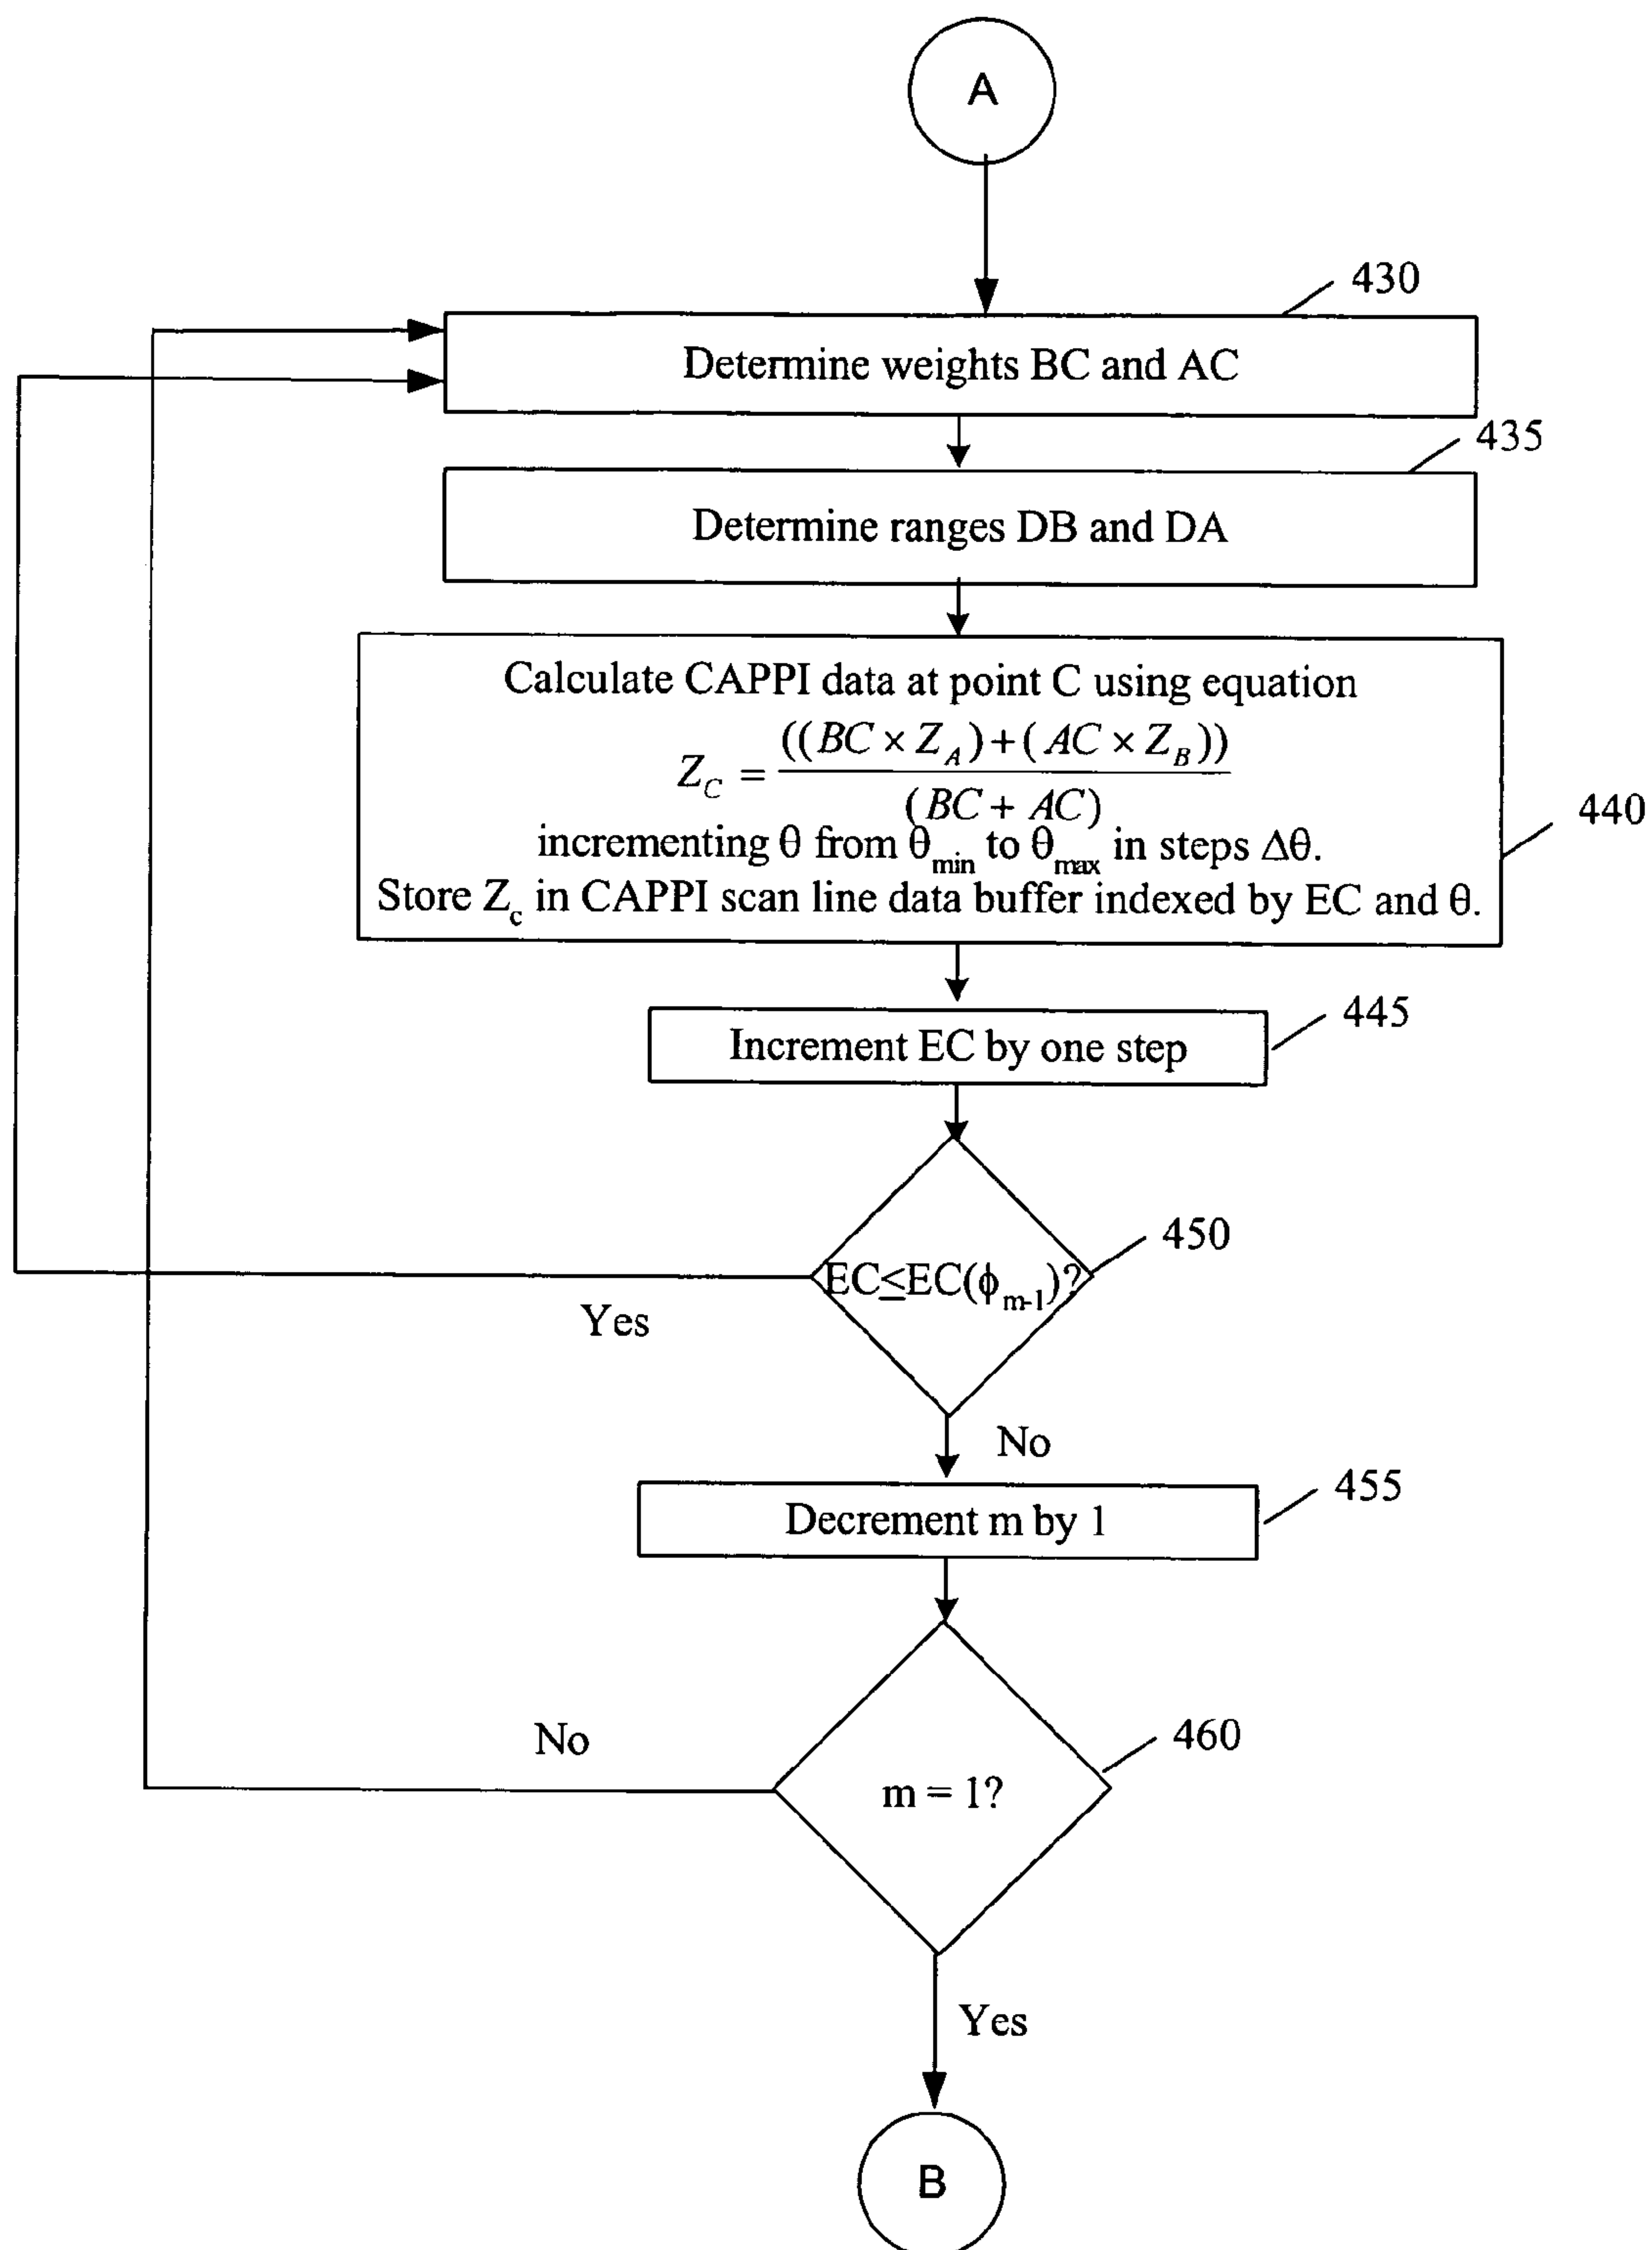 A
430
Determine weights BC and AC
435
Determine ranges DB and DA
Calculate CAPPI data at point C using equation
Z_C = ((BC × Z_A)+(AC × Z_B)) / (BC + AC)
440
incrementing θ from θ_min to θ_max in steps Δθ.
Store Z_c in CAPPI scan line data buffer indexed by EC and θ.
445
Increment EC by one step
450
EC≤EC(ϕ_m-1)?
Yes
No
455
Decrement m by 1
460
No
m = 1?
Yes
B